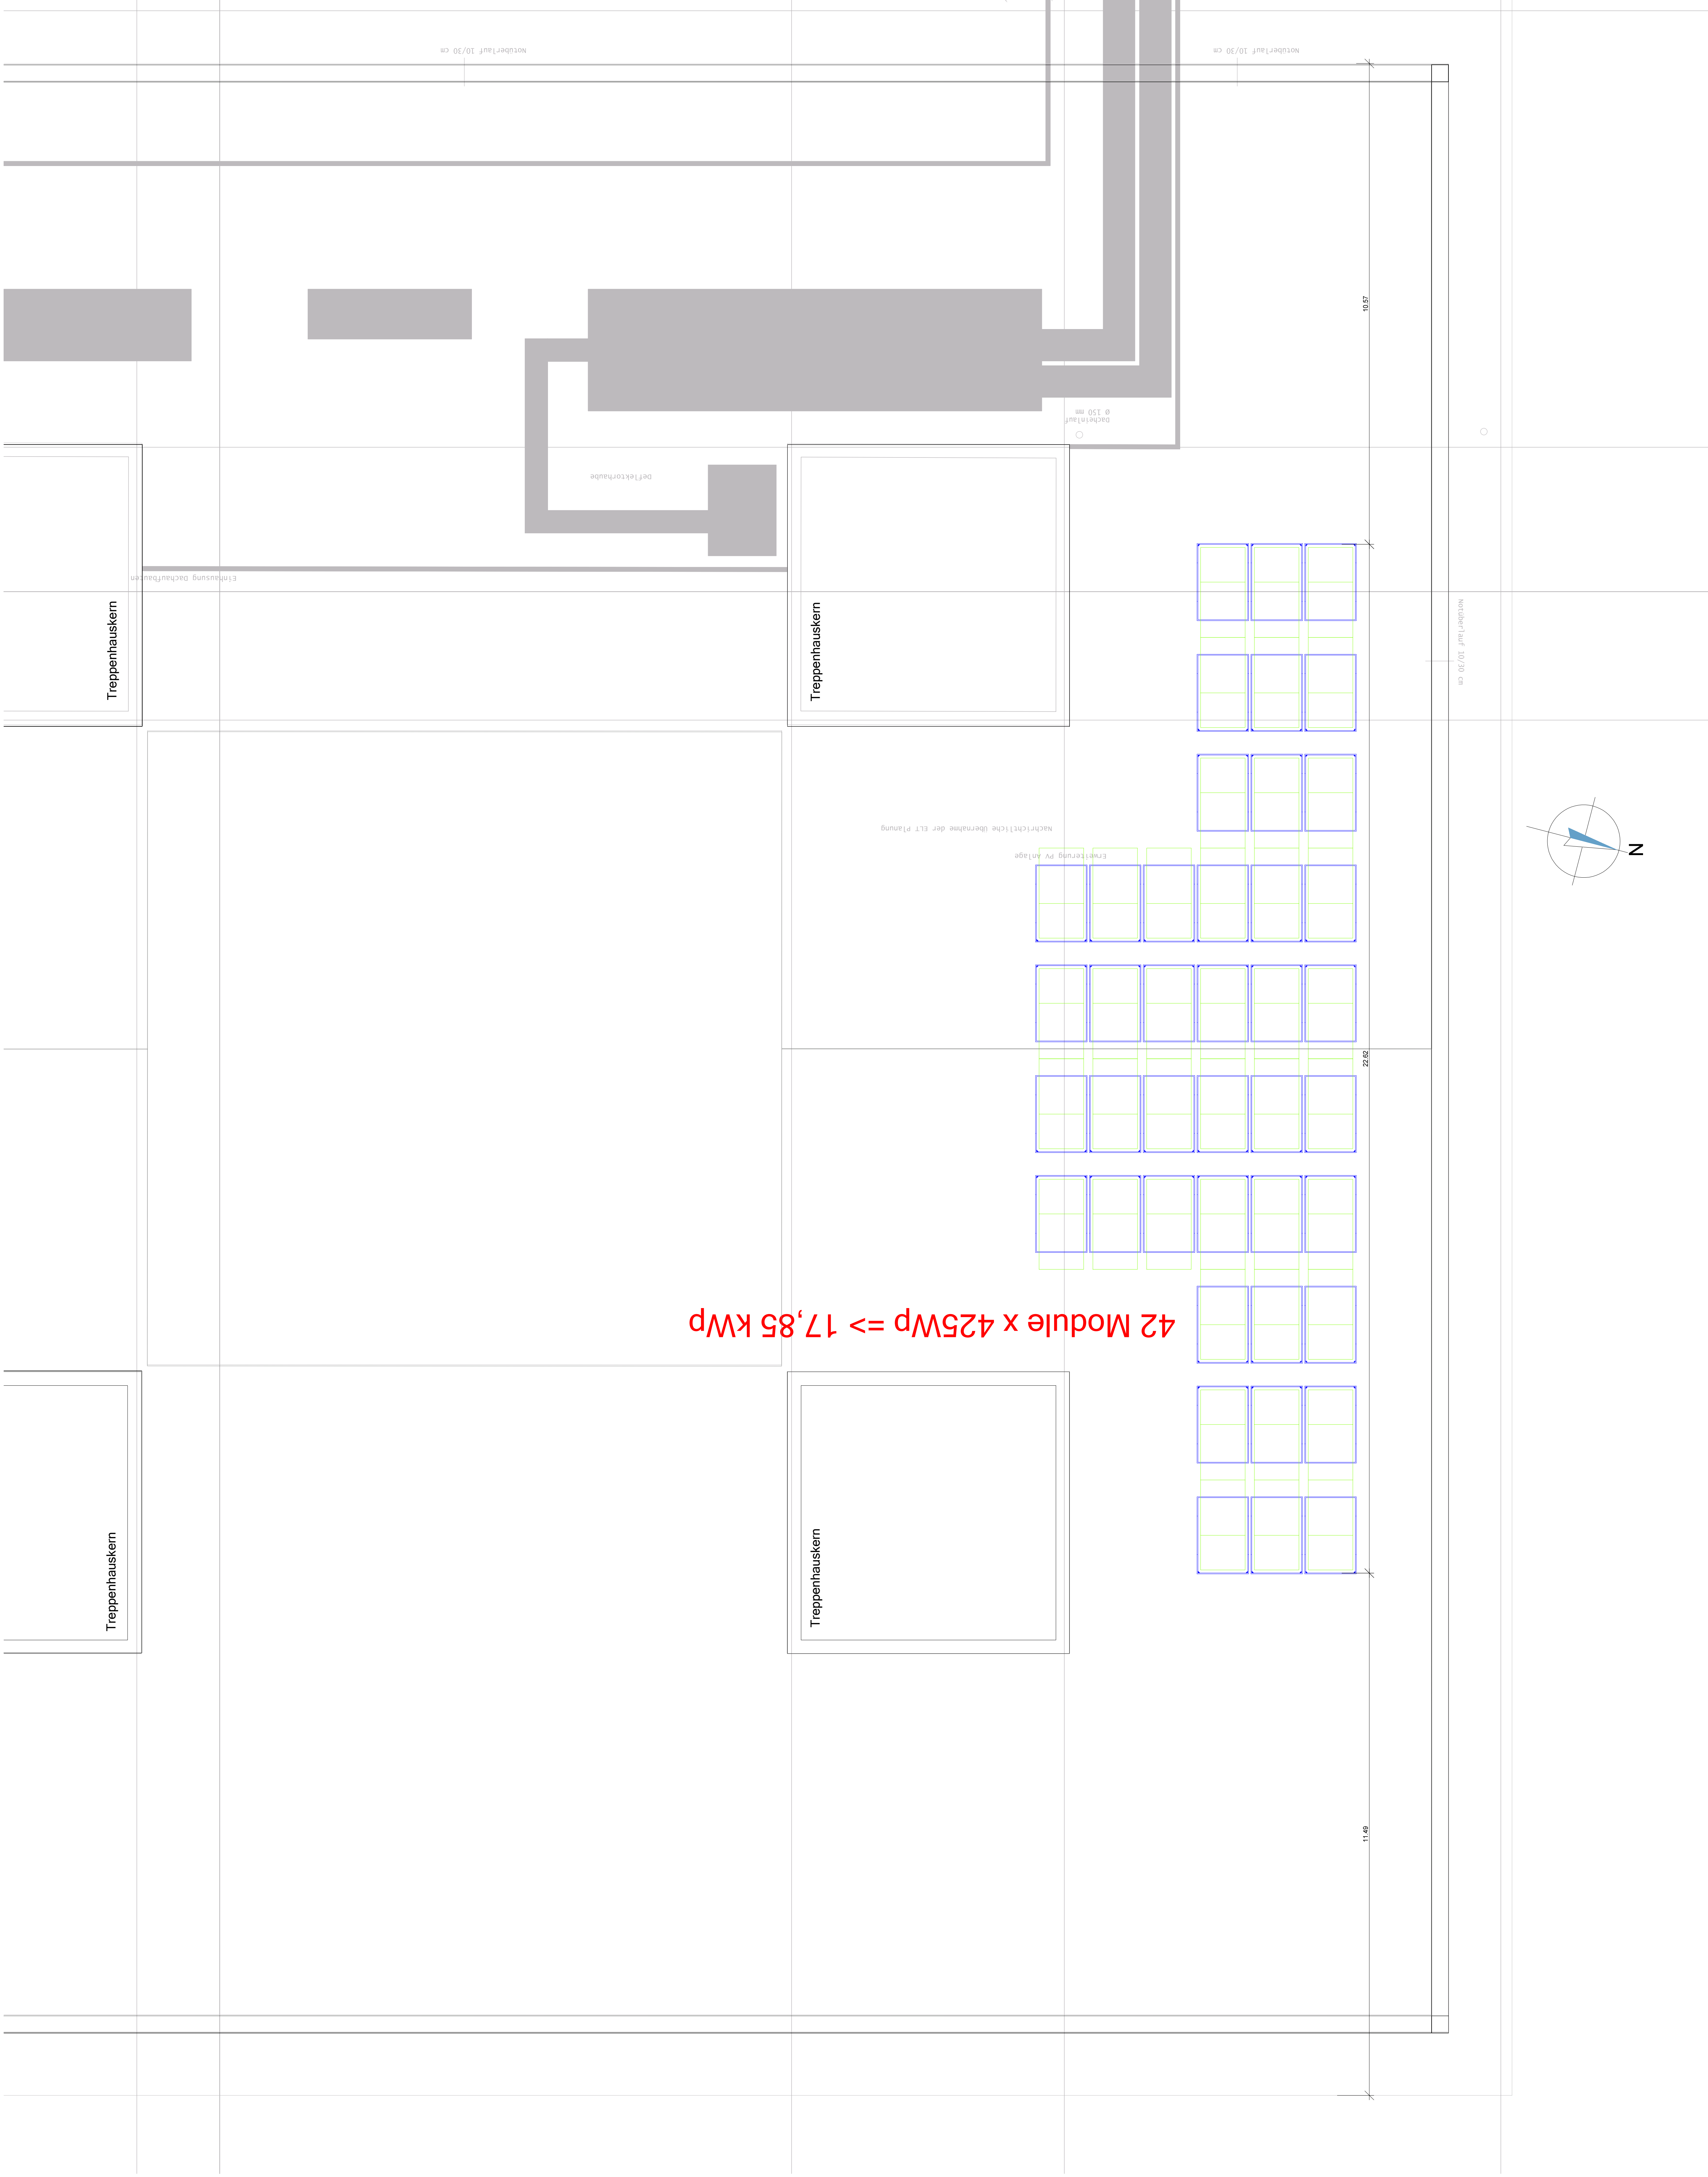 Notüberlauf 10/30 cm
Notüberlauf 10/30 cm
10.57
Dacheinlauf
Ø 150 mm
Deflektorhaube
Einhausung Dachaufbauten
Treppenhauskern
Treppenhauskern
Notüberlauf 10/30 cm
Nachrichtliche Übernahme der ELT Planung
Erweiterung PV Anlage
N
22.62
42 Module x 425Wp => 17,85 kWp
Treppenhauskern
Treppenhauskern
11.49